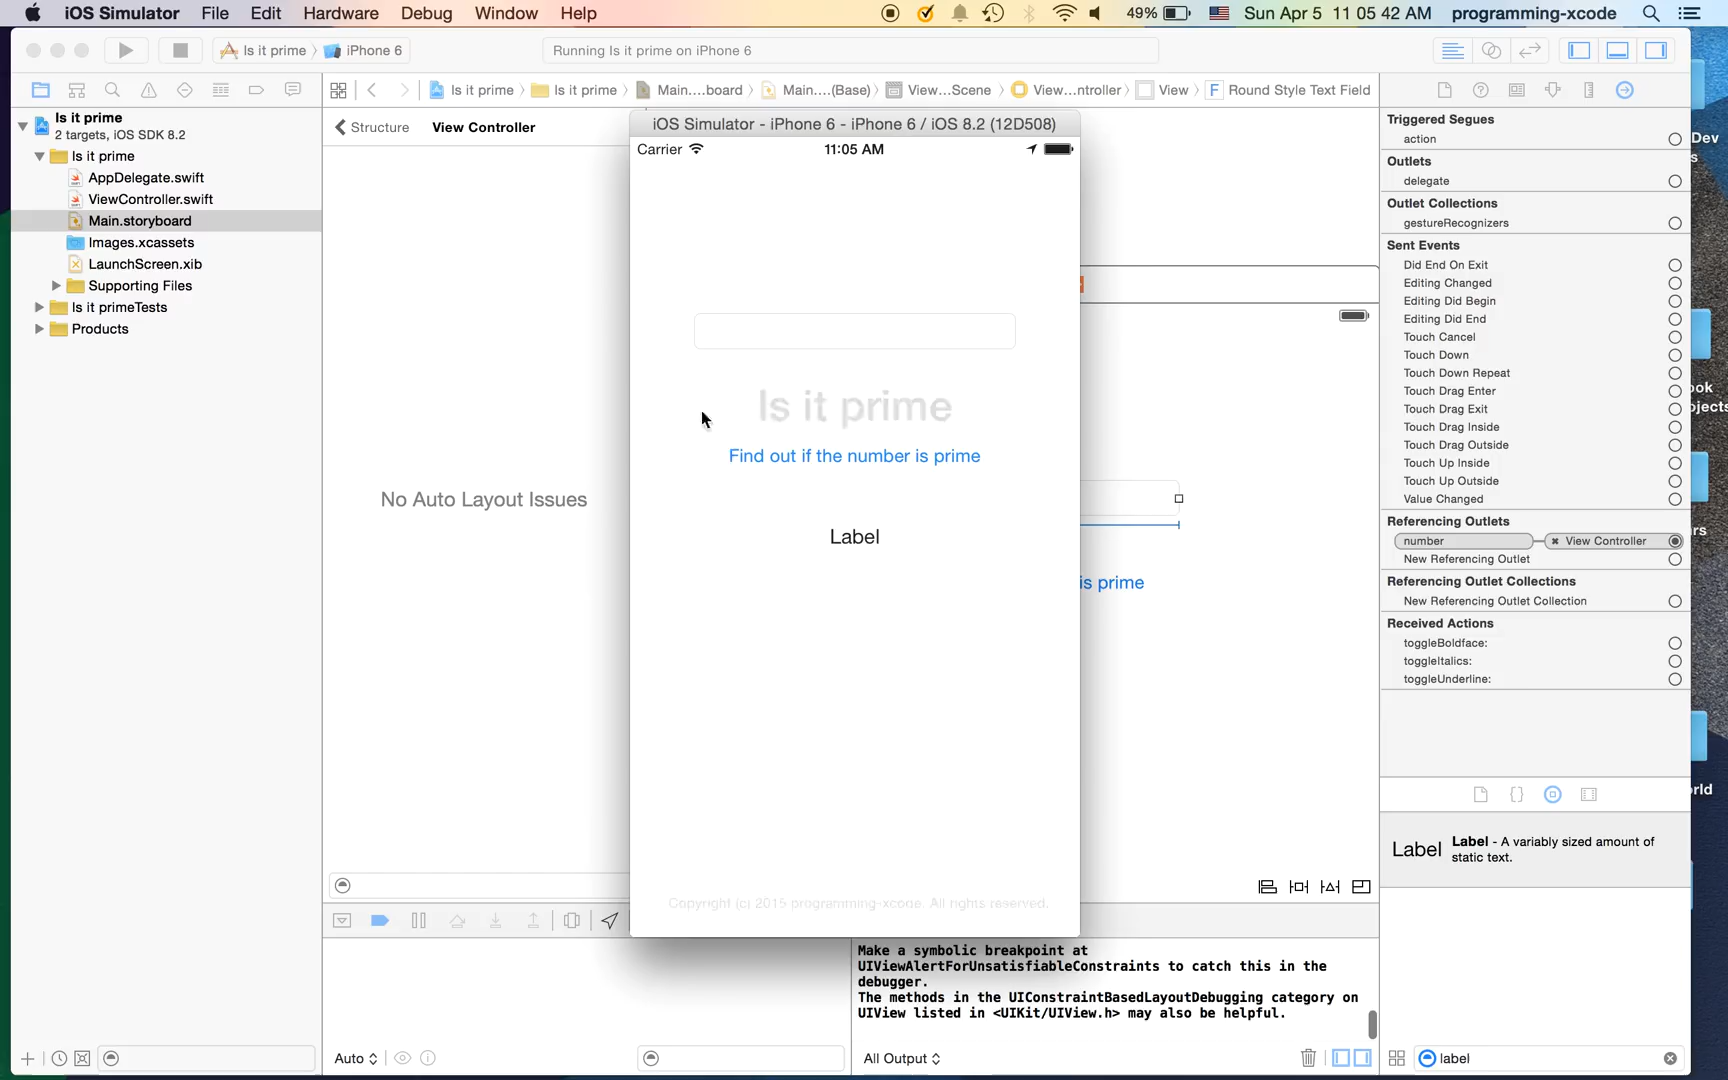 iOS Simulator File Edit Hardware Debug Window Help 49% Sun Apr 5 11 05 42 AM programming-xcode
Is it prime iPhone 6 Running Is it prime on iPhone 6
Is it prime Is it prime Main....board Main....(Base) View...Scene View...ntroller View F Round Style Text Field
Is it prime
2 targets, iOS SDK 8.2
Is it prime
AppDelegate.swift
ViewController.swift
Main.storyboard
Images.xcassets
LaunchScreen.xib
Supporting Files
Is it primeTests
Products
Structure View Controller
No Auto Layout Issues
iOS Simulator - iPhone 6 - iPhone 6 / iOS 8.2 (12D508)
Carrier 11:05 AM
Is it prime
Find out if the number is prime
Label
Copyright (c) 2015 programming-xcode. All rights reserved.
is prime
Make a symbolic breakpoint at
UIViewAlertForUnsatisfiableConstraints to catch this in the
debugger.
The methods in the UIConstraintBasedLayoutDebugging category on
UIView listed in <UIKit/UIView.h> may also be helpful.
Auto
All Output
Triggered Segues
action
Outlets
delegate
Outlet Collections
gestureRecognizers
Sent Events
Did End On Exit
Editing Changed
Editing Did Begin
Editing Did End
Touch Cancel
Touch Down
Touch Down Repeat
Touch Drag Enter
Touch Drag Exit
Touch Drag Inside
Touch Drag Outside
Touch Up Inside
Touch Up Outside
Value Changed
Referencing Outlets
number View Controller
New Referencing Outlet
Referencing Outlet Collections
New Referencing Outlet Collection
Received Actions
toggleBoldface:
toggleItalics:
toggleUnderline:
Label Label - A variably sized amount of
static text.
label
Dev
s
ook
ojects
rs
rld